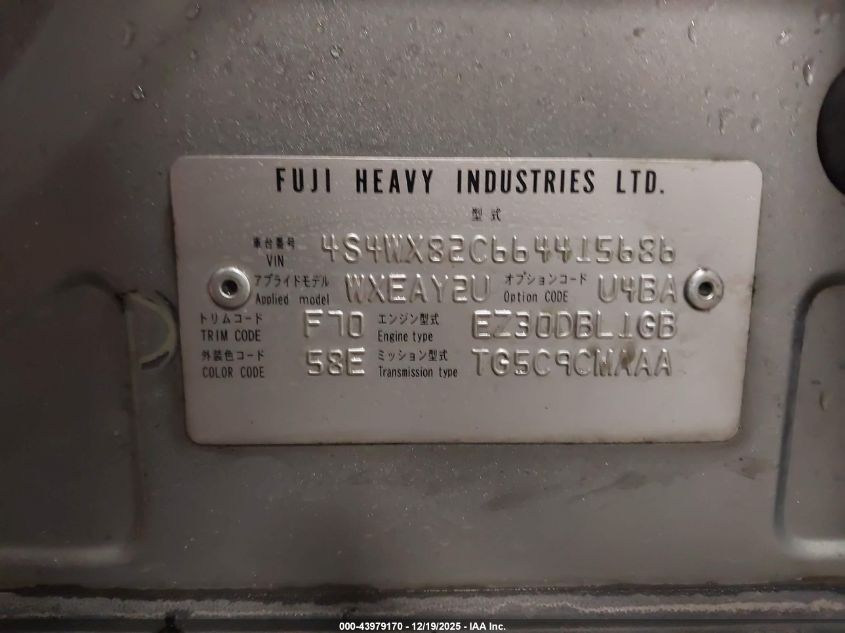 FUJI HEAVY INDUSTRIES LTD.
型式
車台番号 VIN 4S4WX82C664415686
アプライドモデル Applied model WXEAY2U オプションコード Option CODE U4BA
トリムコード TRIM CODE F70 エンジン型式 Engine type EZ30DBL1GB
外装色コード COLOR CODE 58E ミッション型式 Transmission type TG5C9CMAAA
000-43979170 - 12/19/2025 - IAA Inc.